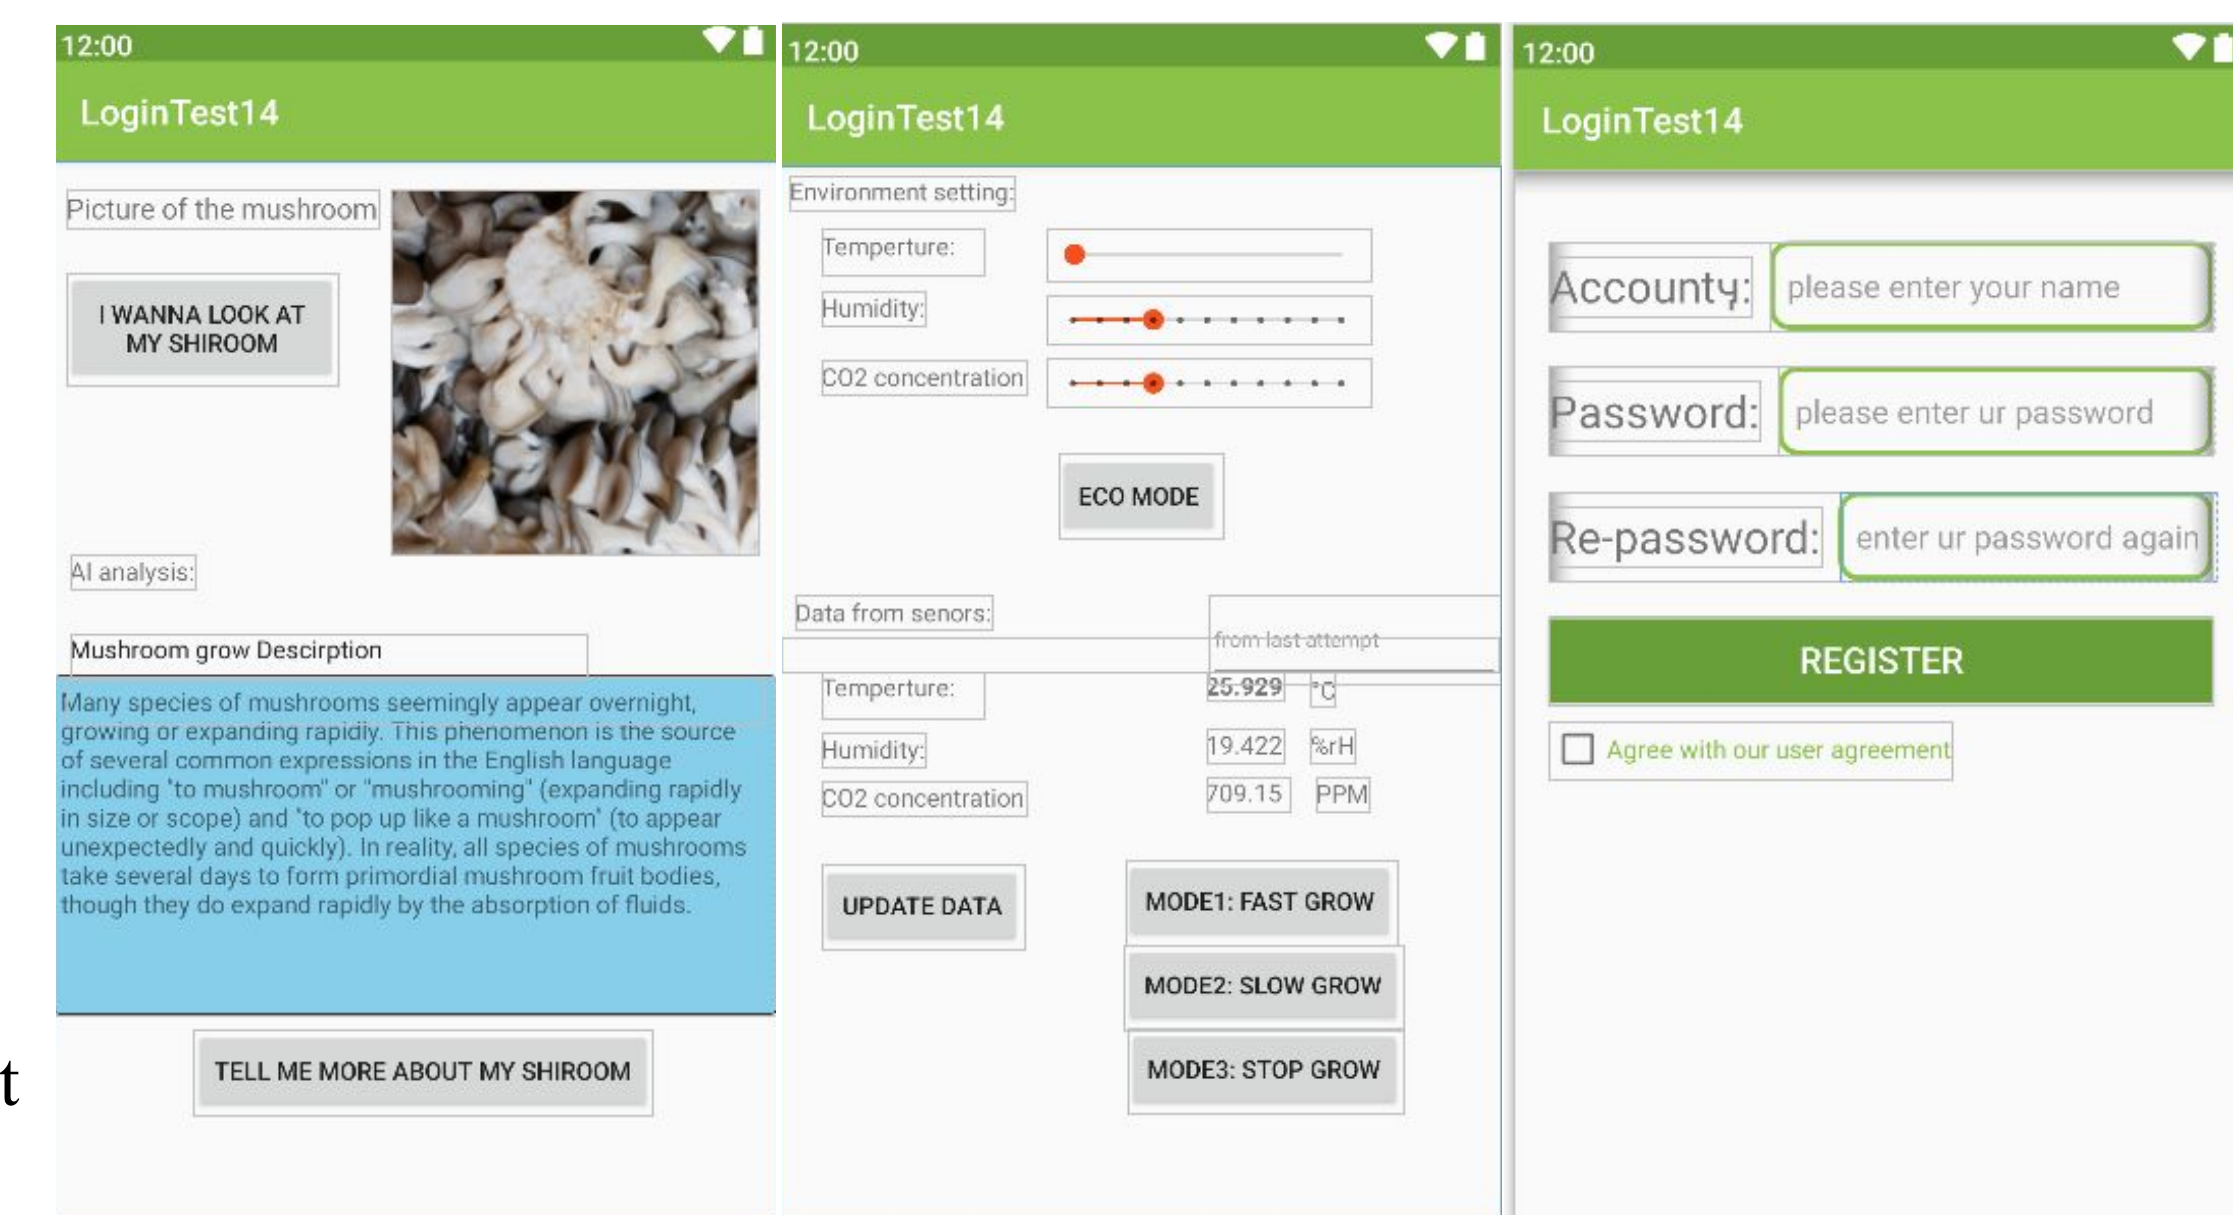 12:00
LoginTest14
Picture of the mushroom
I WANNA LOOK AT
MY SHIROOM
AI analysis:
Mushroom grow Descirption
Many species of mushrooms seemingly appear overnight,
growing or expanding rapidly. This phenomenon is the source
of several common expressions in the English language
including "to mushroom" or "mushrooming" (expanding rapidly
in size or scope) and "to pop up like a mushroom" (to appear
unexpectedly and quickly). In reality, all species of mushrooms
take several days to form primordial mushroom fruit bodies,
though they do expand rapidly by the absorption of fluids.
t
TELL ME MORE ABOUT MY SHIROOM
12:00
LoginTest14
Environment setting:
Temperture:
Humidity:
CO2 concentration
ECO MODE
Data from senors:
from last attempt
Temperture: 25.929 °C
Humidity: 19.422 %rH
CO2 concentration 709.15 PPM
UPDATE DATA
MODE1: FAST GROW
MODE2: SLOW GROW
MODE3: STOP GROW
12:00
LoginTest14
Accounty: please enter your name
Password: please enter ur password
Re-password: enter ur password again
REGISTER
Agree with our user agreement